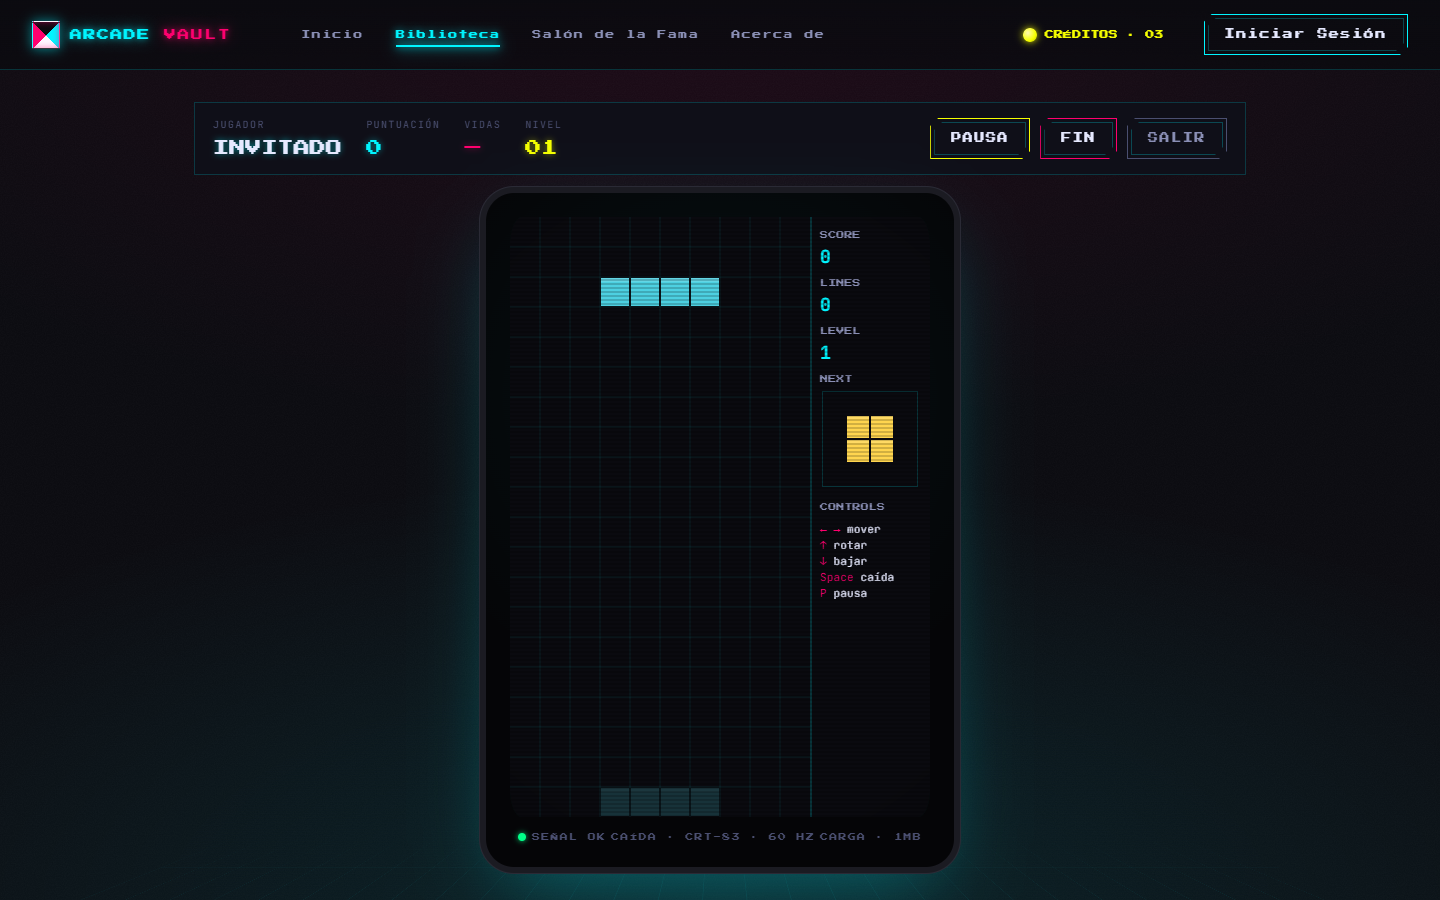 ARCADE VAULT
Inicio
Biblioteca
Salón de la Fama
Acerca de
CRéDITOS · 03
Iniciar Sesión
JUGADOR
INVITADO
PUNTUACIÓN
0
VIDAS
—
NIVEL
01
PAUSA
FIN
SALIR
SCORE
0
LINES
0
LEVEL
1
NEXT
CONTROLS
← → mover
↑ rotar
↓ bajar
Space caída
P pausa
SEñAL OK
CAíDA · CRT-83 · 60 HZ
CARGA · 1MB